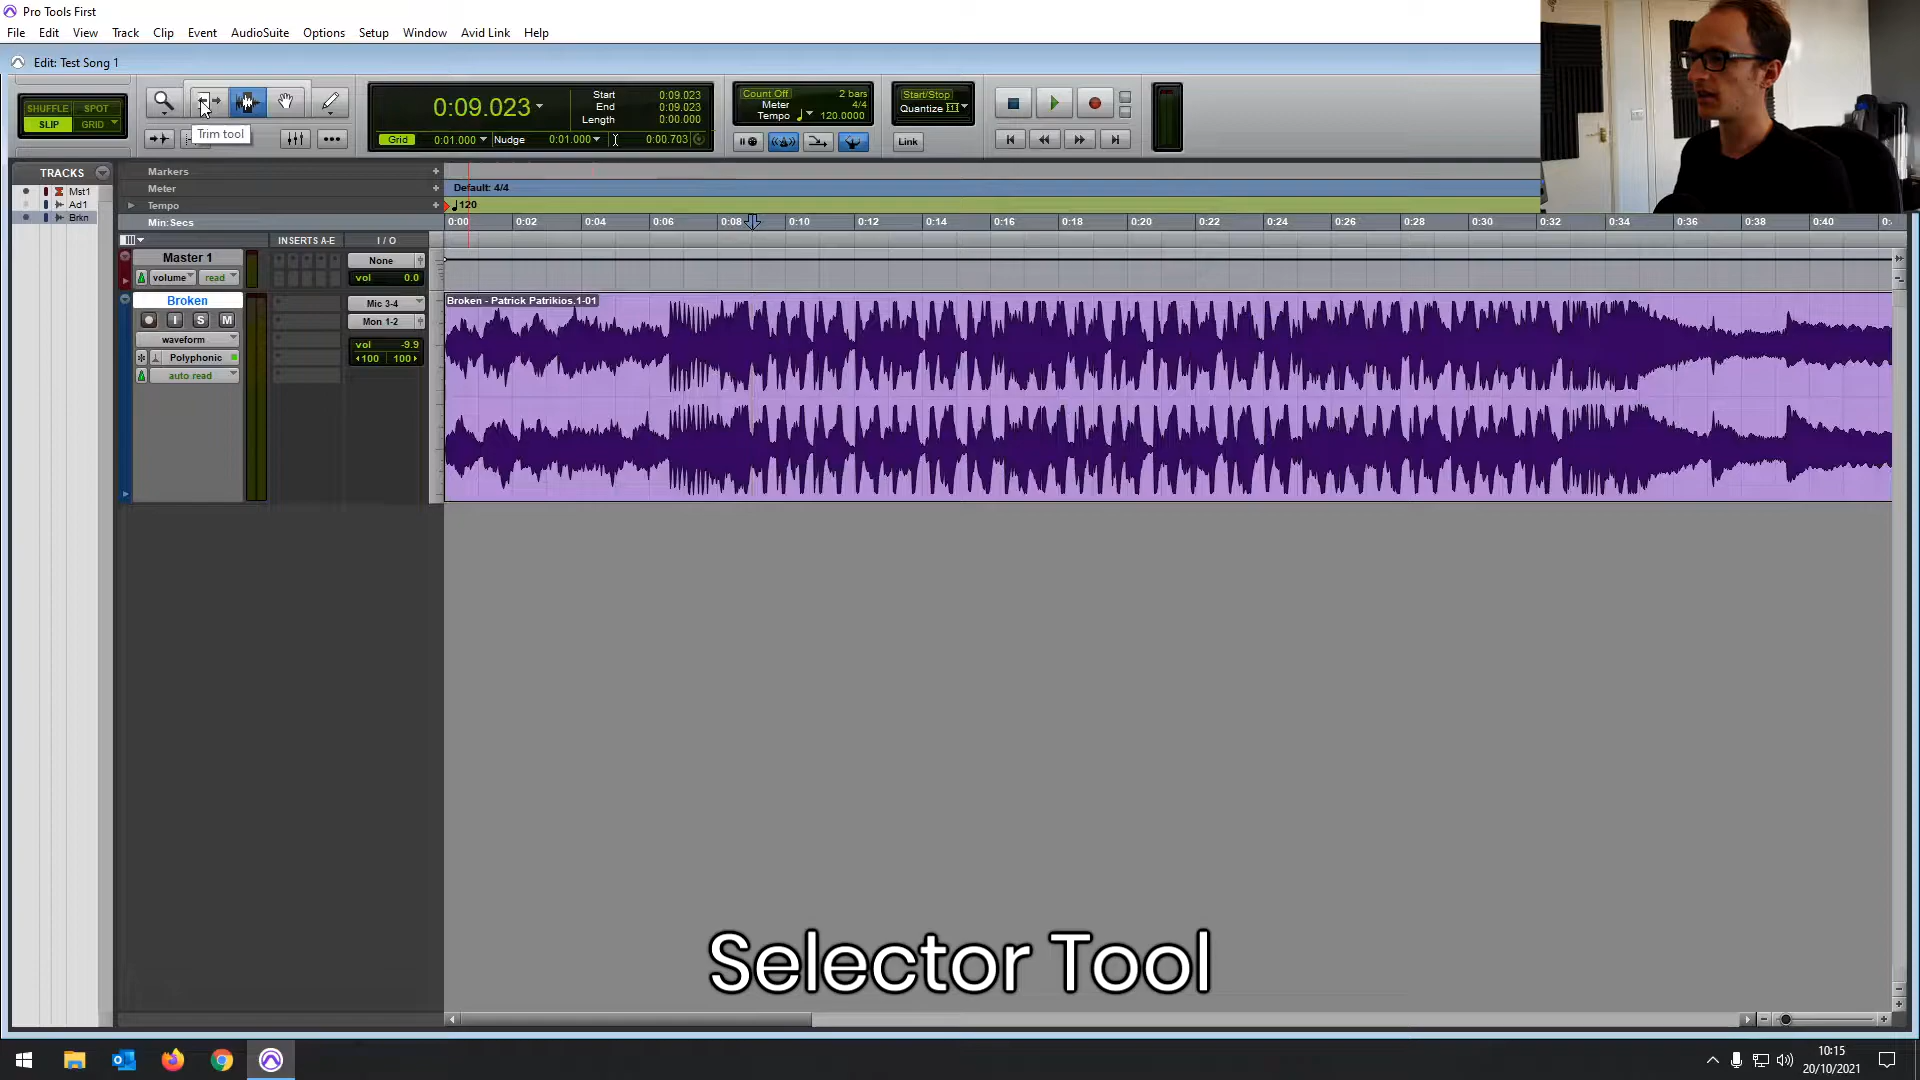 Pro Tools First
File Edit View Track Clip Event AudioSuite Options Setup Window Avid Link Help
Edit: Test Song 1
SHUFFLE SPOT
SLIP GRID
Trim tool
0:09.023
Start 0:09.023
End 0:09.023
Length 0:00.000
Grid 0:01.000 Nudge 0:01.000 0:00.703
Count Off 2 bars
Meter 4/4
Tempo 120.0000
Start/Stop
Quantize
Link
TRACKS
Mst1
Ad1
Brkn
Markers
Meter Default: 4/4
Tempo 120
Min:Secs 0:00 0:02 0:04 0:06 0:08 0:10 0:12 0:14 0:16 0:18 0:20 0:22 0:24 0:26 0:28 0:30 0:32 0:34 0:36 0:38 0:40 0:
INSERTS A-E I / O
Master 1 None
volume read vol 0.0
Broken Mic 3-4
I S M Mon 1-2
waveform vol -9.9
Polyphonic 100 100
auto read
Broken - Patrick Patrikios.1-01
Selector Tool
10:15
20/10/2021